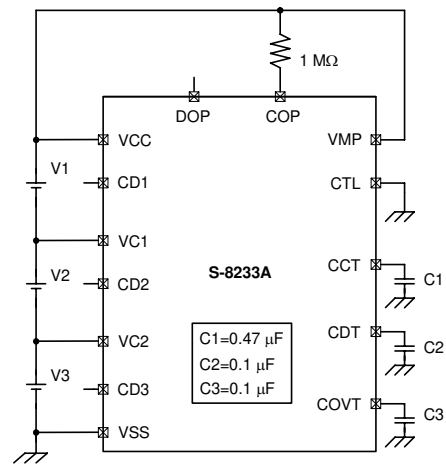 1 MΩ
DOP
COP
VCC
VMP
V1
CD1
CTL
VC1
S-8233A
CCT
C1
V2
CD2
C1=0.47 μF
C2=0.1 μF
C3=0.1 μF
VC2
CDT
C2
V3
CD3
COVT
C3
VSS